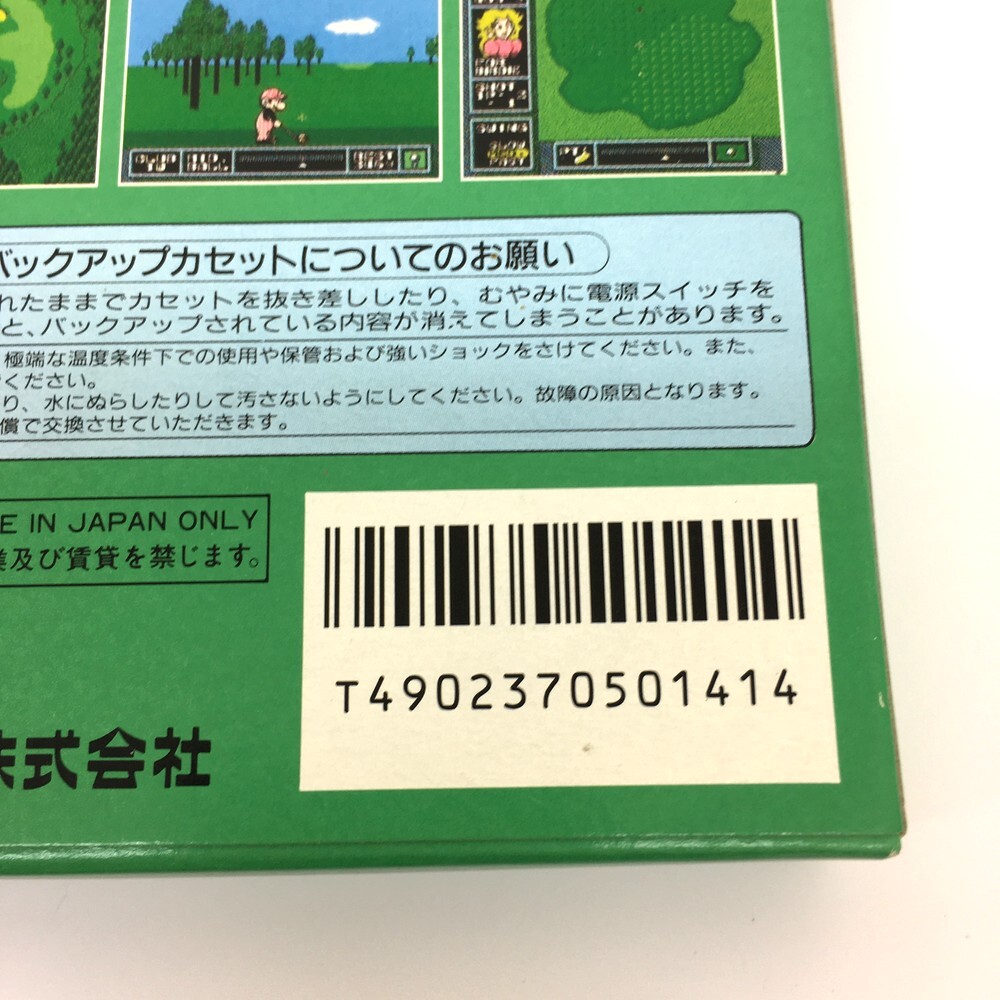 バックアップカセットについてのお願い
れたままでカセットを抜き差ししたり、むやみに電源スイッチを
と、バックアップされている内容が消えてしまうことがあります。
極端な温度条件下での使用や保管および強いショックをさけてください。また、
ください。
り、水にぬらしたりして汚さないようにしてください。故障の原因となります。
償で交換させていただきます。
E IN JAPAN ONLY
業及び賃貸を禁じます。
T4902370501414
株式会社